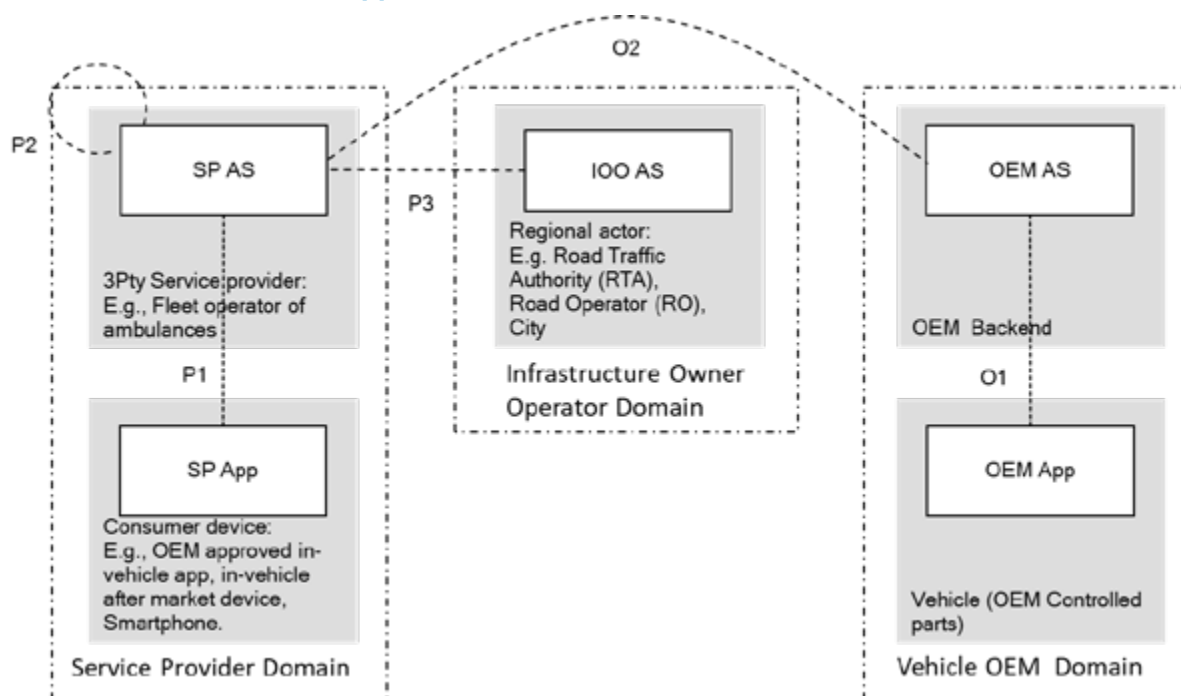 O2
P2
SP AS
IOO AS
OEM AS
P3
3Pty Service provider:
E.g., Fleet operator of
ambulances
Regional actor:
E.g. Road Traffic
Authority (RTA),
Road Operator (RO),
City
OEM Backend
P1
Infrastructure Owner
Operator Domain
O1
SP App
OEM App
Consumer device:
E.g., OEM approved in-
vehicle app, in-vehicle
after market device,
Smartphone.
Vehicle (OEM Controlled
parts)
Service Provider Domain
Vehicle OEM Domain